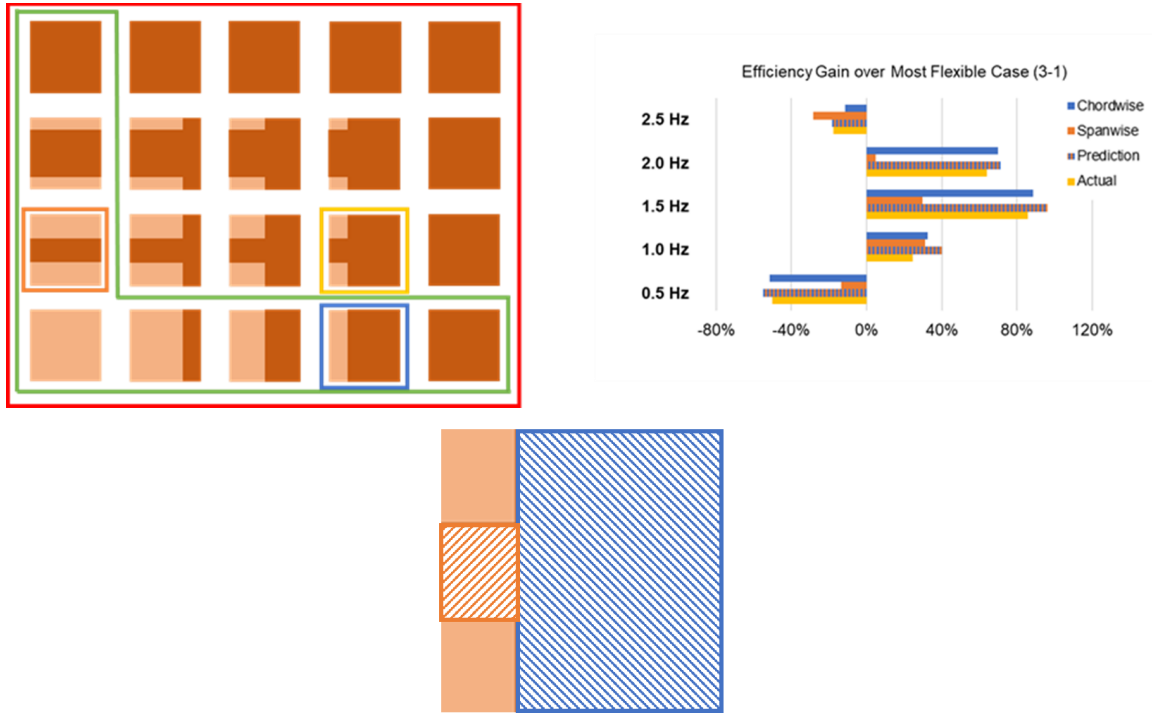 Efficiency Gain over Most Flexible Case (3-1)
Chordwise
Spanwise
Prediction
Actual
2.5 Hz
2.0 Hz
1.5 Hz
1.0 Hz
0.5 Hz
-80% -40% 0% 40% 80% 120%